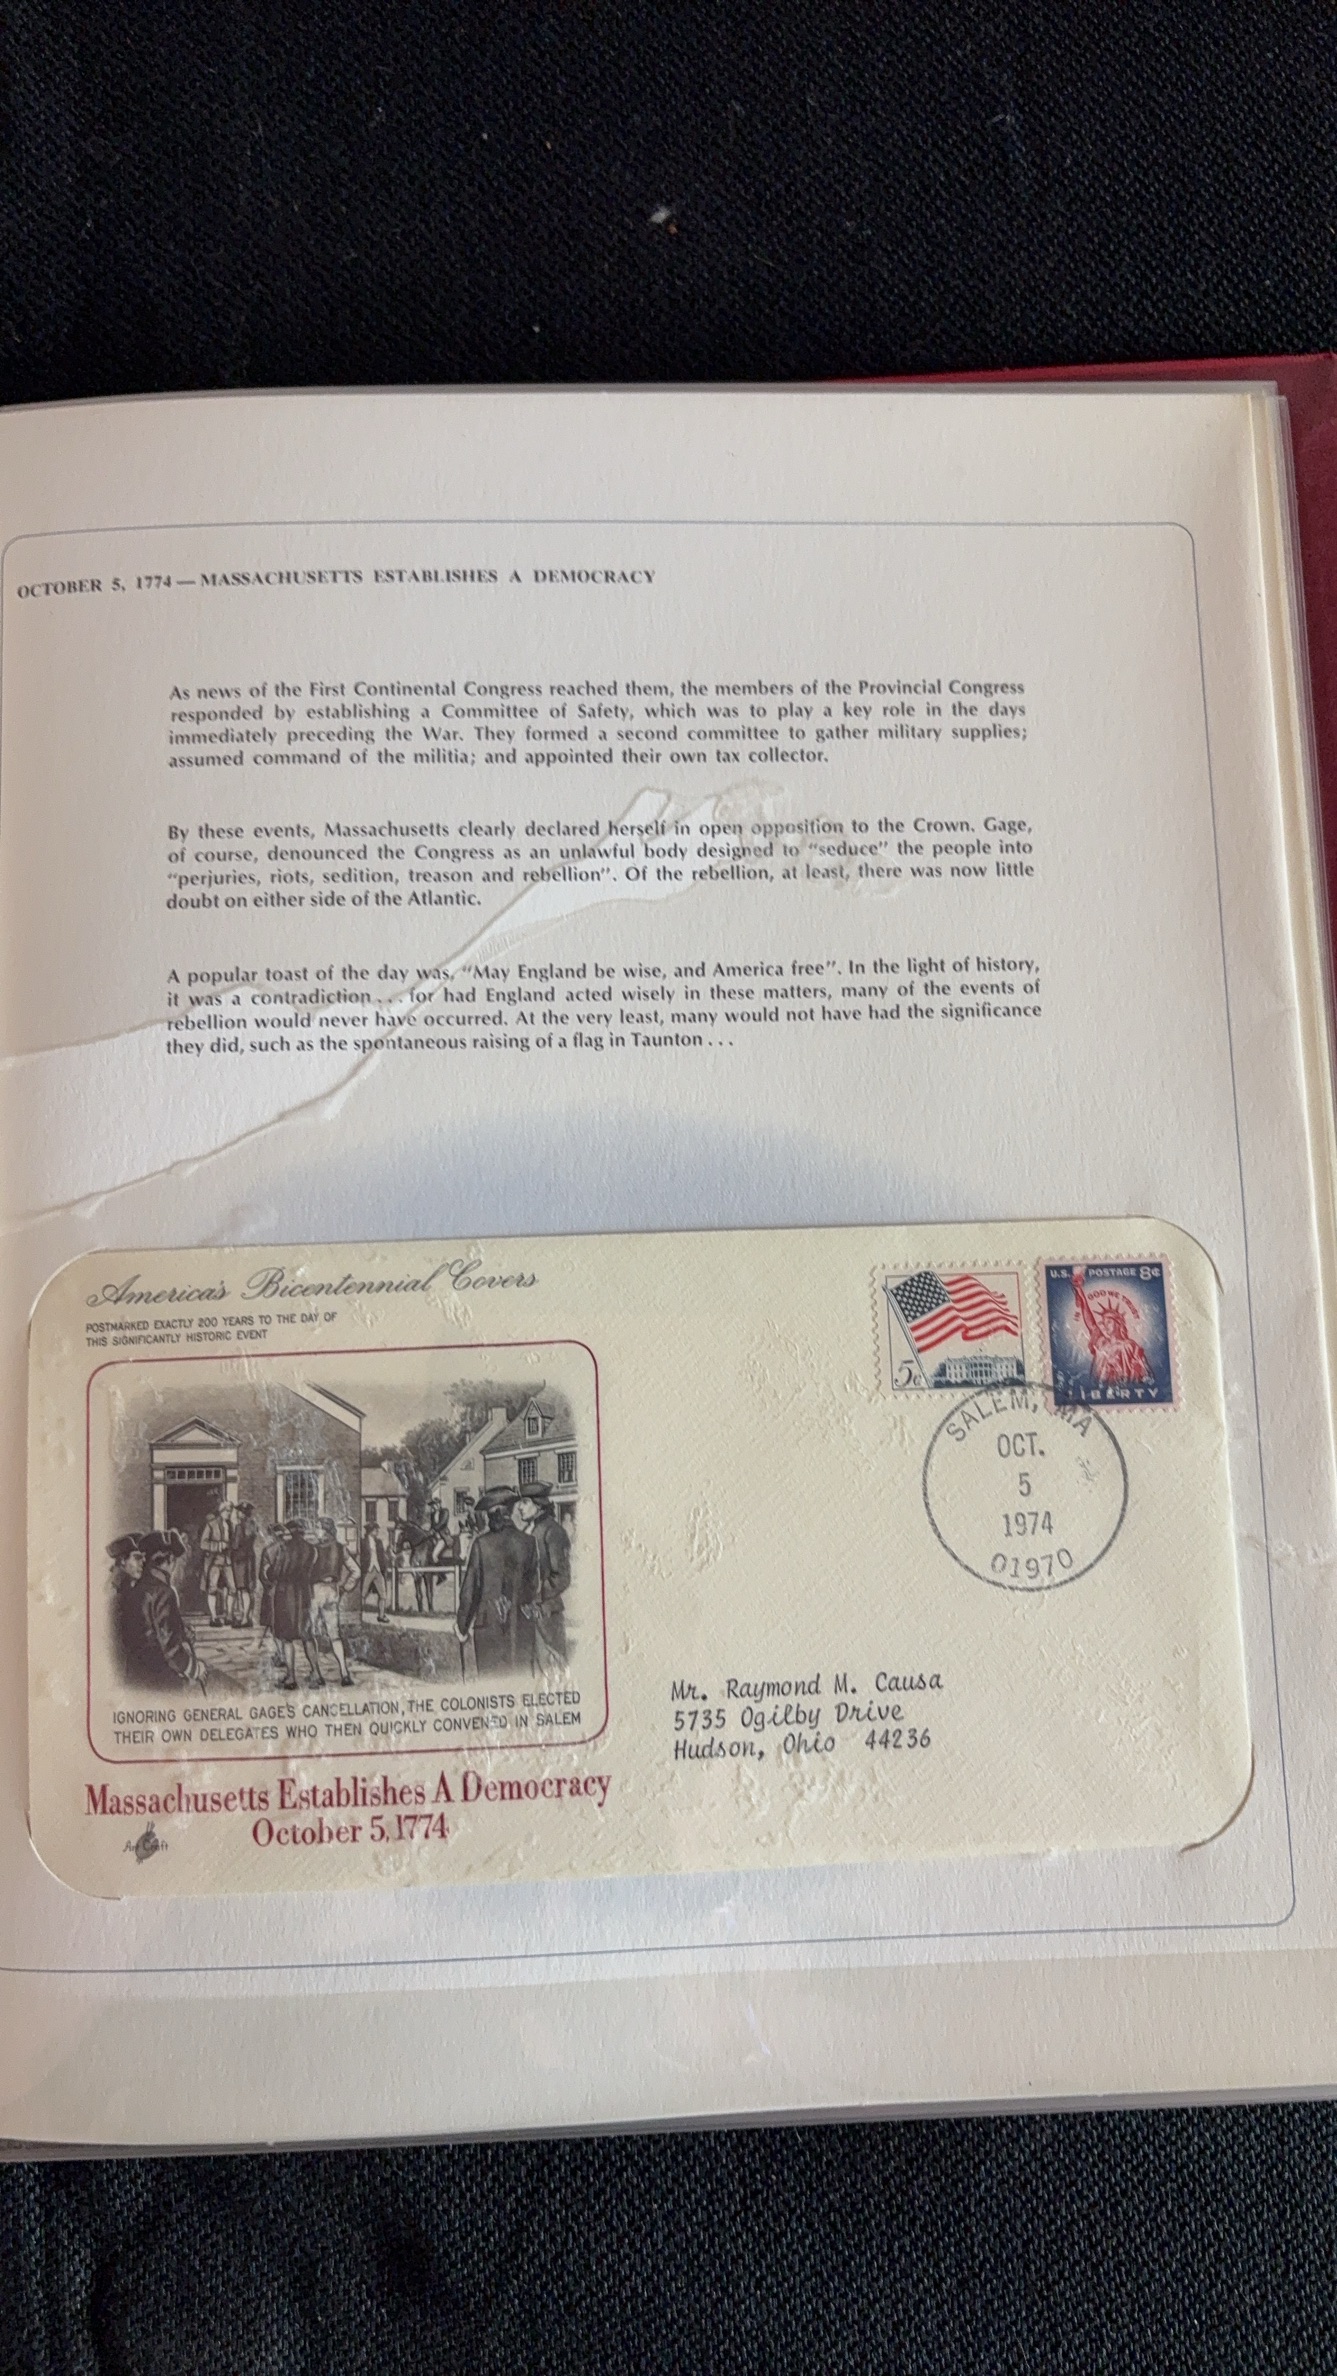 OCTOBER 5, 1774 — MASSACHUSETTS ESTABLISHES A DEMOCRACY
As news of the First Continental Congress reached them, the members of the Provincial Congress
responded by establishing a Committee of Safety, which was to play a key role in the days
immediately preceding the War. They formed a second committee to gather military supplies;
assumed command of the militia; and appointed their own tax collector.
By these events, Massachusetts clearly declared herself in open opposition to the Crown. Gage,
of course, denounced the Congress as an unlawful body designed to “seduce” the people into
“perjuries, riots, sedition, treason and rebellion”. Of the rebellion, at least, there was now little
doubt on either side of the Atlantic.
A popular toast of the day was, “May England be wise, and America free”. In the light of history,
it was a contradiction . . . for had England acted wisely in these matters, many of the events of
rebellion would never have occurred. At the very least, many would not have had the significance
they did, such as the spontaneous raising of a flag in Taunton . . .
America's Bicentennial Covers
POSTMARKED EXACTLY 200 YEARS TO THE DAY OF
THIS SIGNIFICANTLY HISTORIC EVENT
5c
U.S. POSTAGE 8¢
IN GOD WE TRUST
LIBERTY
SALEM, MA
OCT.
5
1974
01970
IGNORING GENERAL GAGE'S CANCELLATION, THE COLONISTS ELECTED
THEIR OWN DELEGATES WHO THEN QUICKLY CONVENED IN SALEM
Mr. Raymond M. Causa
5735 Ogilby Drive
Hudson, Ohio 44236
Massachusetts Establishes A Democracy
October 5, 1774
Art Craft